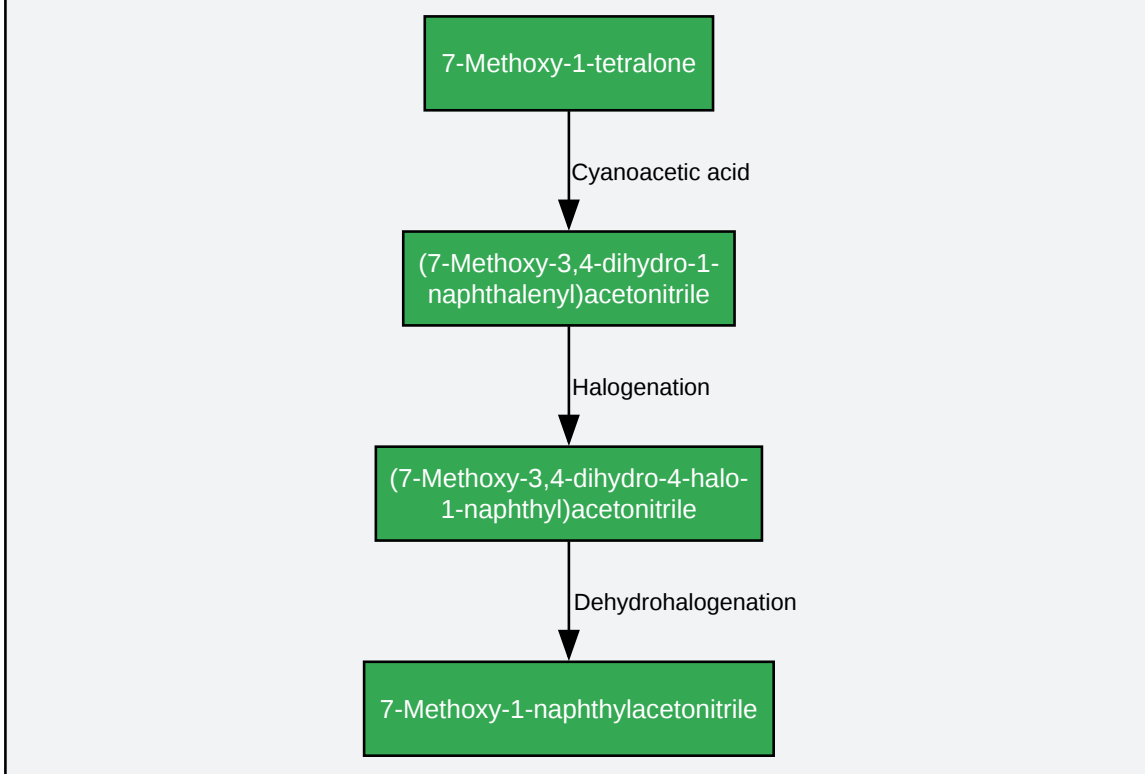 7-Methoxy-1-tetralone
Cyanoacetic acid
(7-Methoxy-3,4-dihydro-1-
naphthalenyl)acetonitrile
Halogenation
(7-Methoxy-3,4-dihydro-4-halo-
1-naphthyl)acetonitrile
Dehydrohalogenation
7-Methoxy-1-naphthylacetonitrile